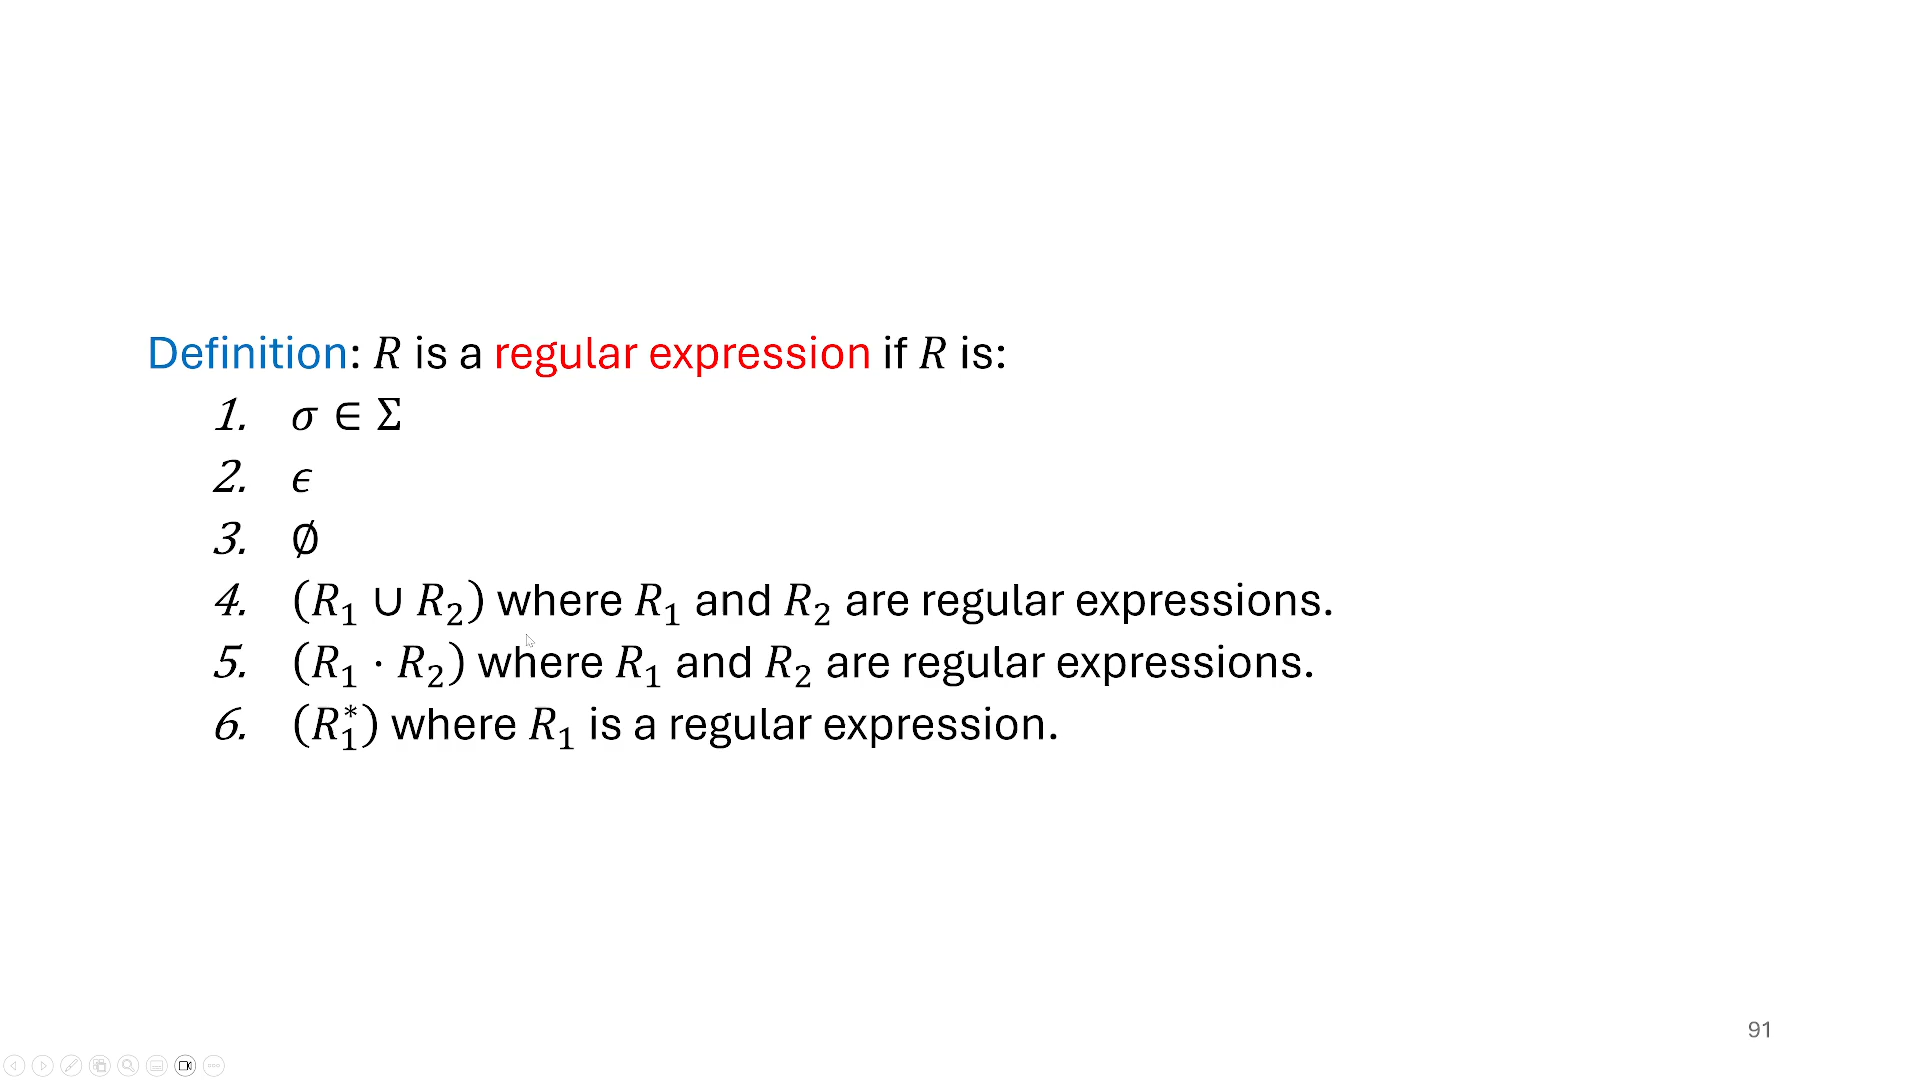 Definition: 𝑅 is a regular expression if 𝑅 is:
1. 𝜎 ∈ Σ
2. 𝜖
3. ∅
4. (𝑅₁ ∪ 𝑅₂) where 𝑅₁ and 𝑅₂ are regular expressions.
5. (𝑅₁ ⋅ 𝑅₂) where 𝑅₁ and 𝑅₂ are regular expressions.
6. (𝑅₁*) where 𝑅₁ is a regular expression.
91